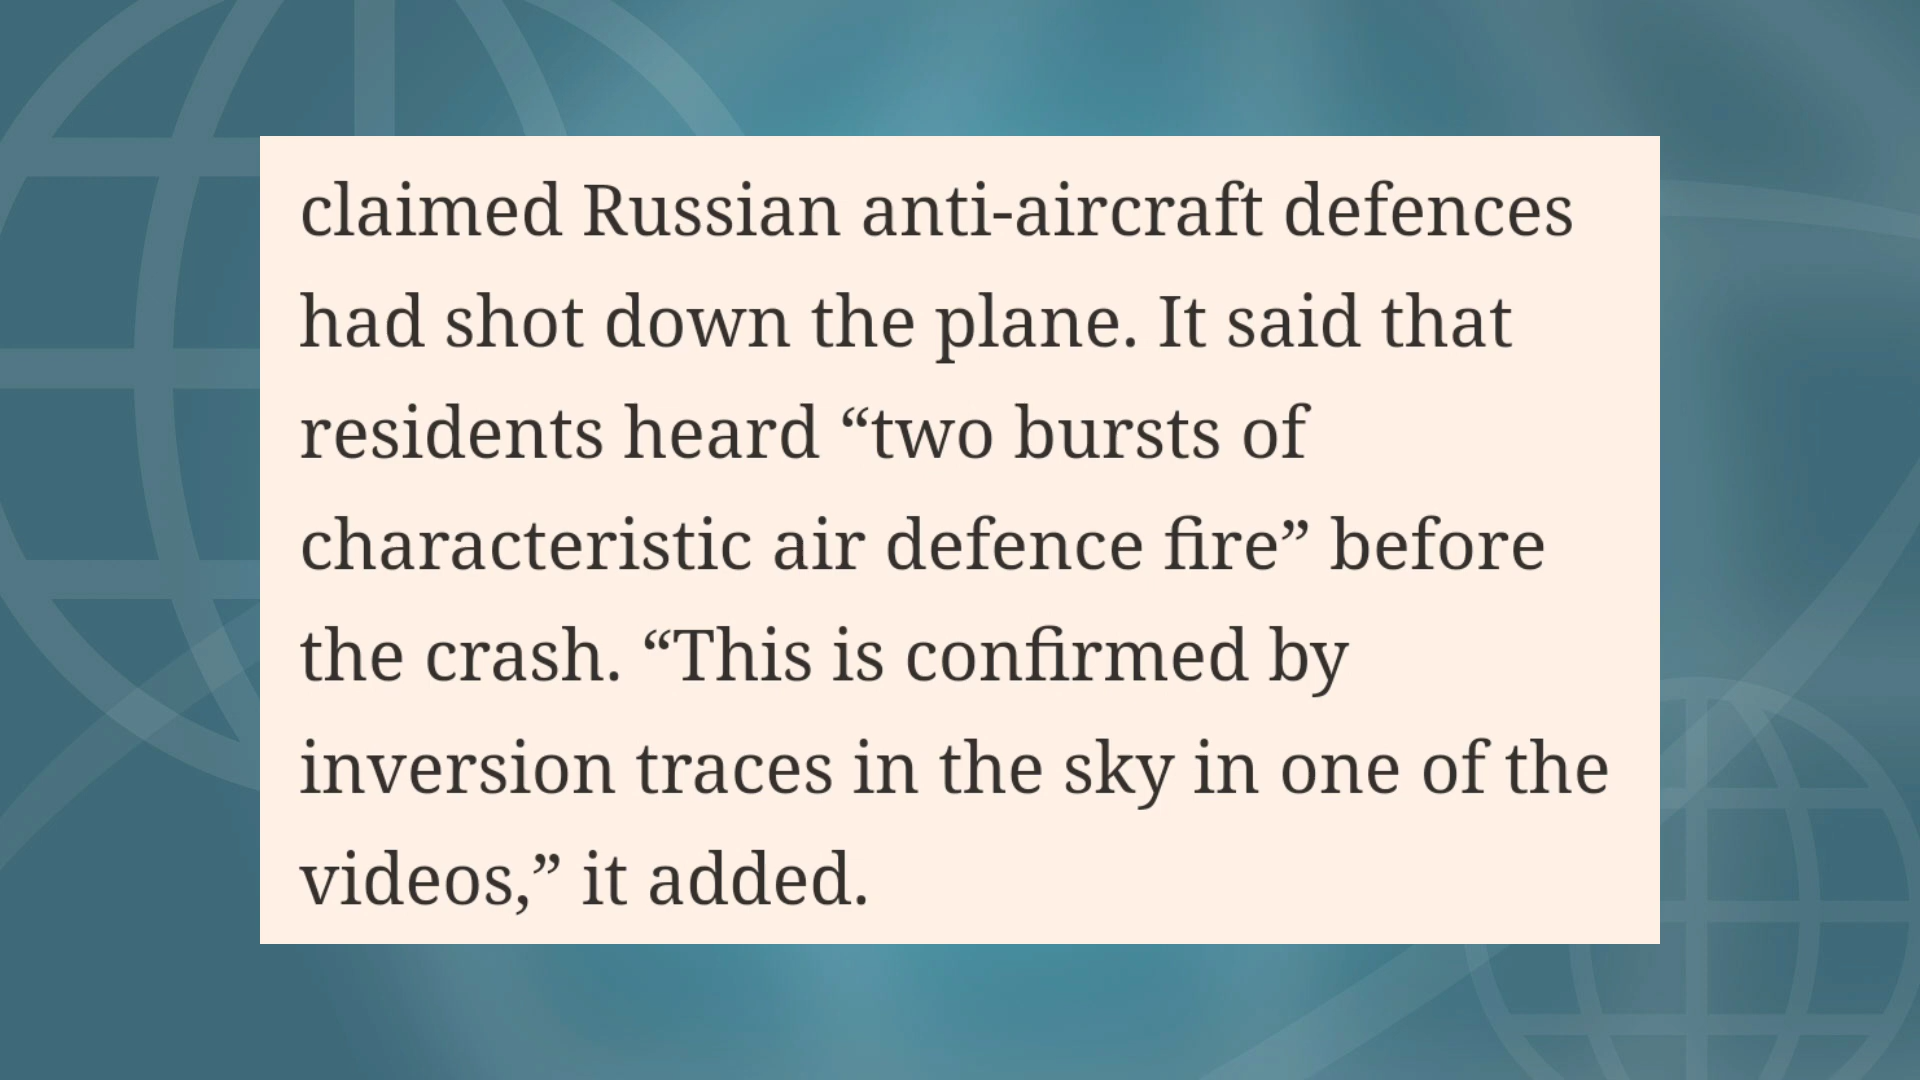 claimed Russian anti-aircraft defences
had shot down the plane. It said that
residents heard “two bursts of
characteristic air defence fire” before
the crash. “This is confirmed by
inversion traces in the sky in one of the
videos,” it added.